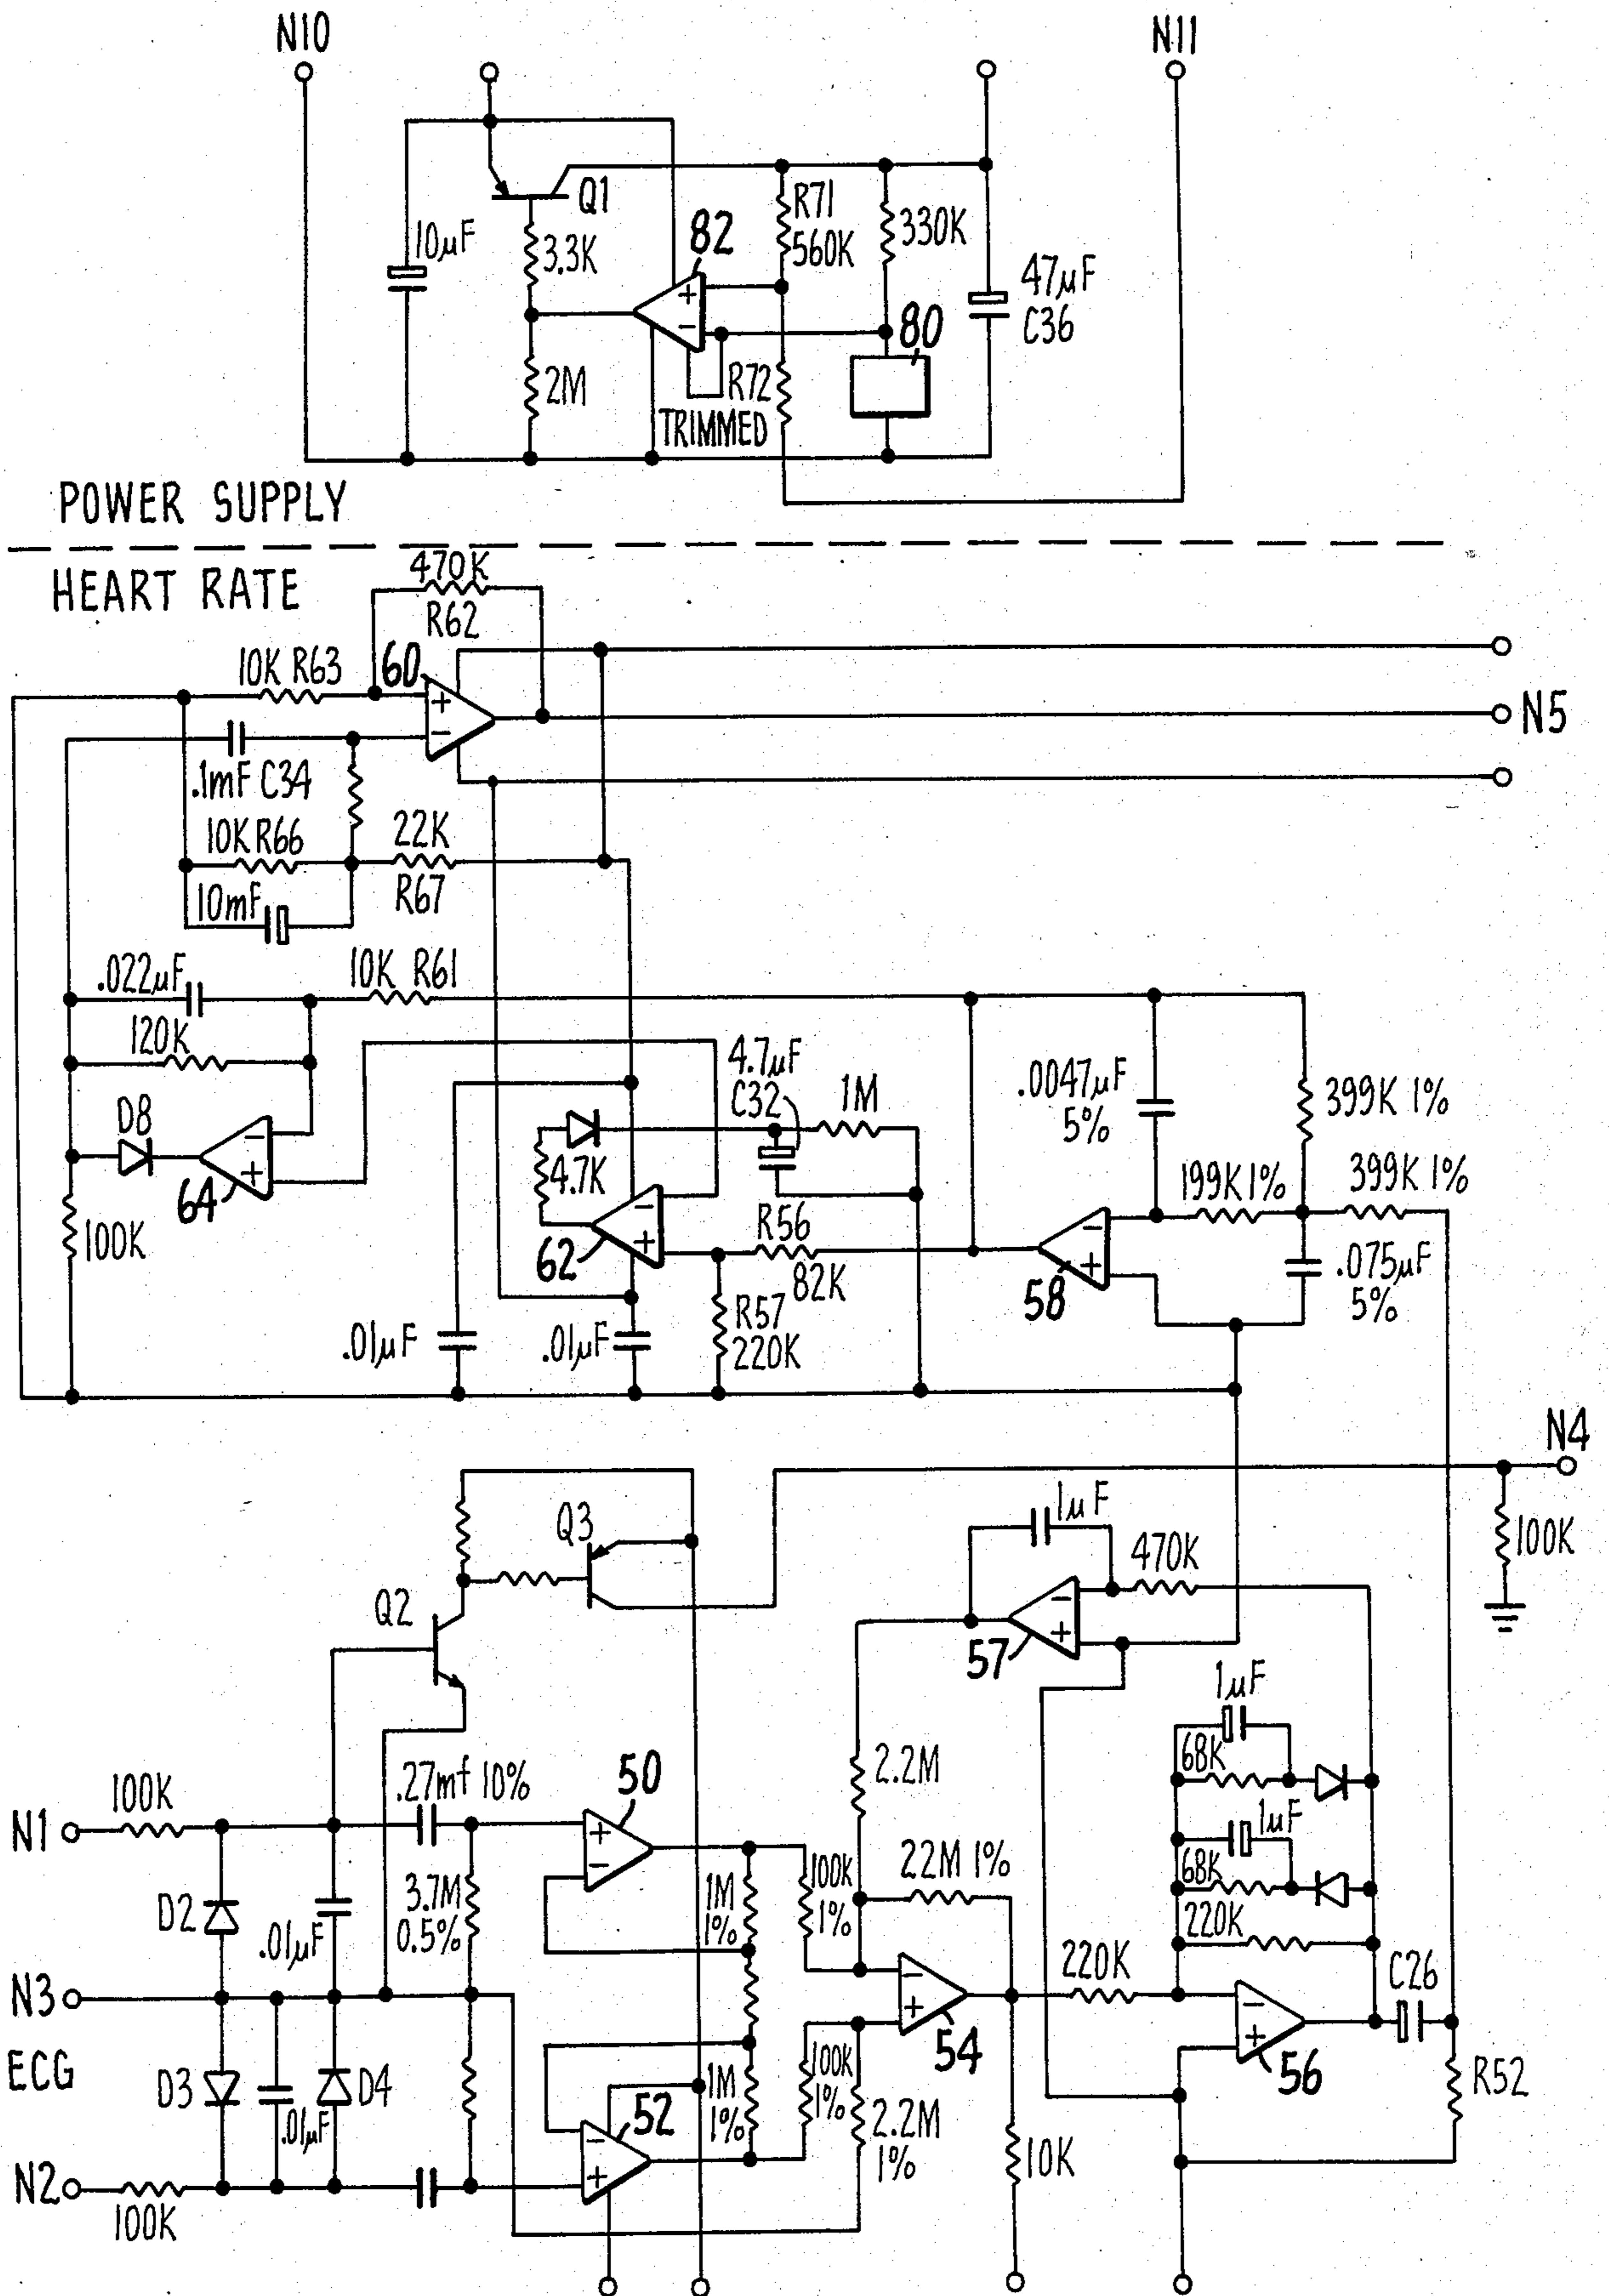 N10
N11
Q1
10μF
3.3K
82
R71
560K
330K
47μF
C36
+
−
80
2M
R72
TRIMMED
POWER SUPPLY
HEART RATE
470K
R62
10K R63
60
+
−
N5
.1mF C34
10K R66
22K
R67
10mF
.022μF
10K R61
120K
4.7μF
C32
1M
.0047μF
5%
399K 1%
D8
−
+
64
4.7K
199K 1%
399K 1%
100K
−
+
62
R56
82K
−
+
58
.075μF
5%
R57
220K
.01μF
.01μF
N4
1μF
Q3
470K
100K
Q2
−
+
57
1μF
.27mf 10%
50
2.2M
68K
100K
N1
+
−
1μF
22M 1%
68K
3.7M
0.5%
1M
1%
100K
1%
D2
.01μF
220K
N3
220K
C26
−
+
54
−
+
56
ECG
D3
D4
.01μF
1M
1%
100K
1%
52
−
+
2.2M
1%
R52
10K
N2
100K